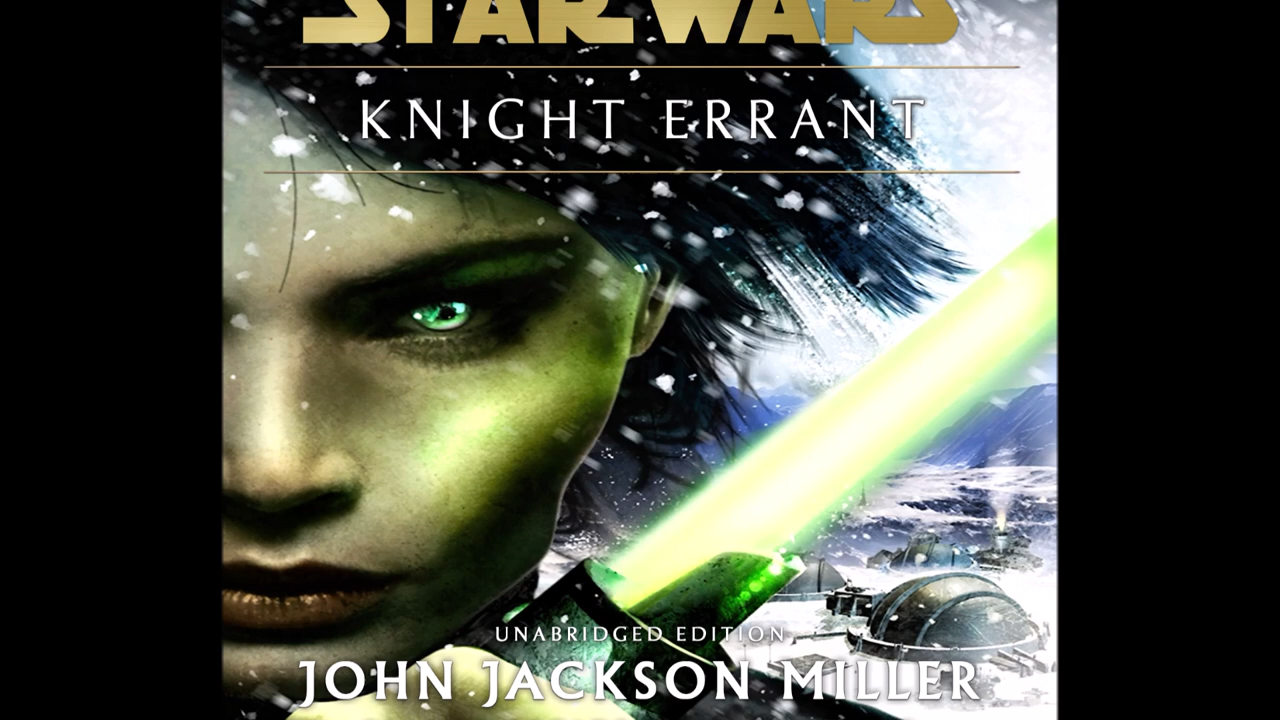 STAR WARS
KNIGHT ERRANT
UNABRIDGED EDITION
JOHN JACKSON MILLER